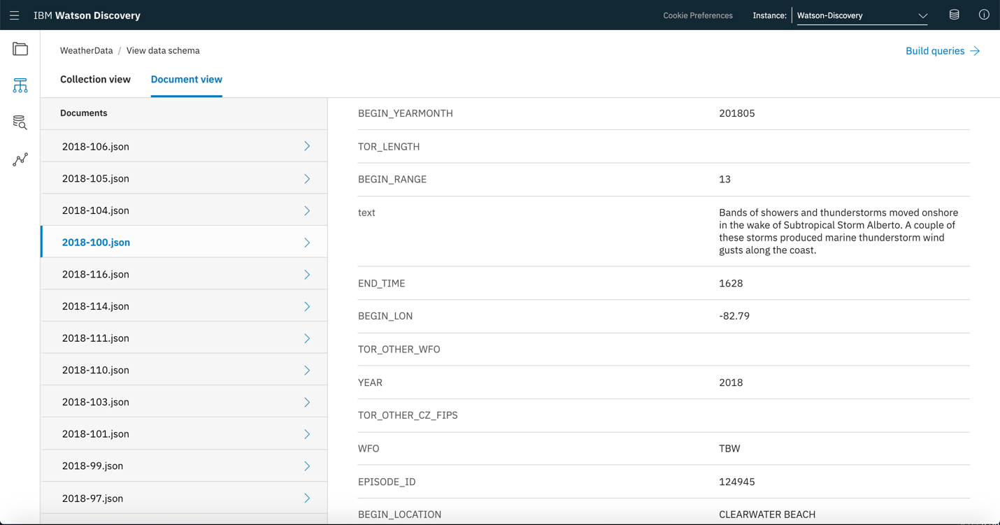 IBM Watson Discovery
Cookie Preferences
Instance:
Watson-Discovery
WeatherData / View data schema
Build queries
Collection view
Document view
Documents
2018-106.json
2018-105.json
2018-104.json
2018-100.json
2018-116.json
2018-114.json
2018-111.json
2018-110.json
2018-103.json
2018-101.json
2018-99.json
2018-97.json
BEGIN_YEARMONTH 201805
TOR_LENGTH
BEGIN_RANGE 13
text Bands of showers and thunderstorms moved onshore
in the wake of Subtropical Storm Alberto. A couple of
these storms produced marine thunderstorm wind
gusts along the coast.
END_TIME 1628
BEGIN_LON -82.79
TOR_OTHER_WFO
YEAR 2018
TOR_OTHER_CZ_FIPS
WFO TBW
EPISODE_ID 124945
BEGIN_LOCATION CLEARWATER BEACH